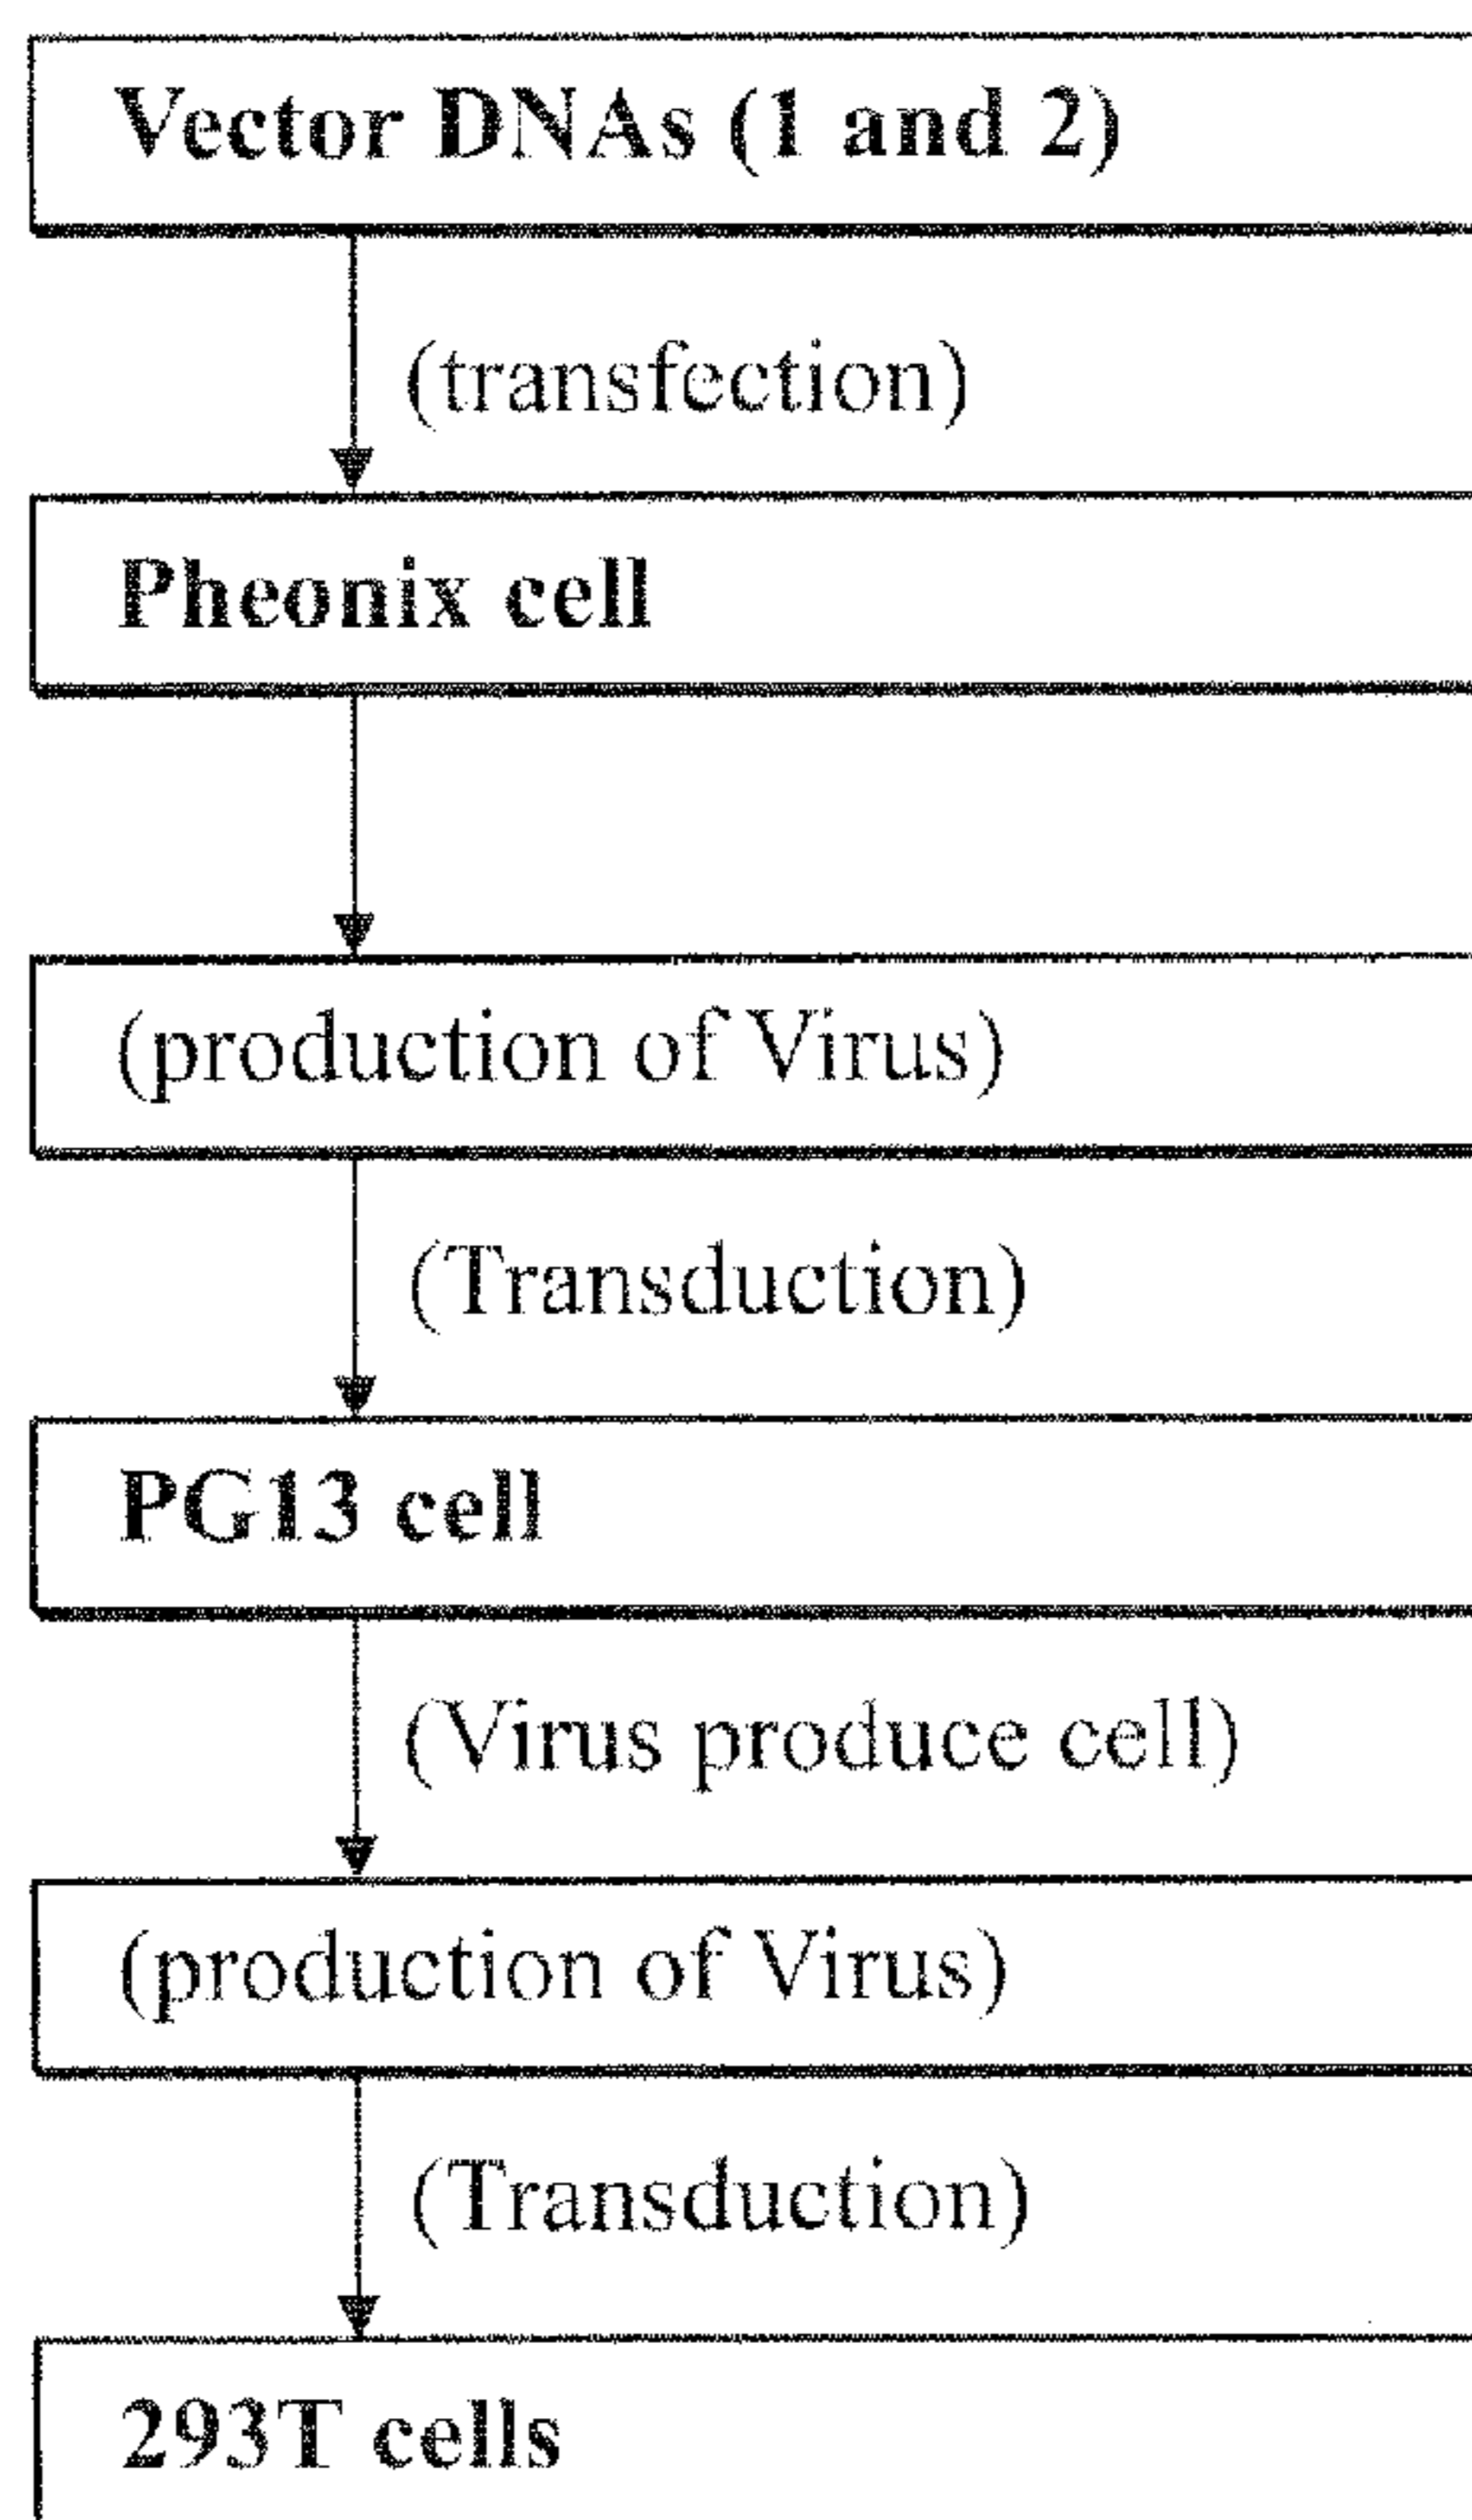 Vector DNAs (1 and 2)
(transfection)
Pheonix cell
(production of Virus)
(Transduction)
PG13 cell
(Virus produce cell)
(production of Virus)
(Transduction)
293T cells